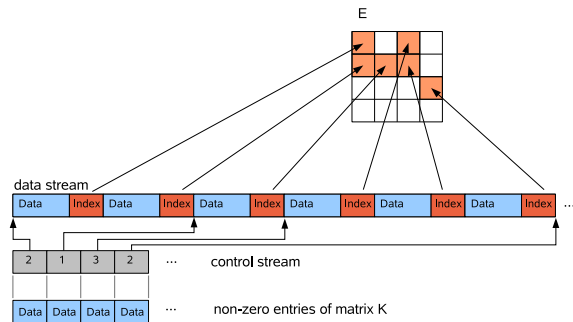 E
data stream
Data Index Data Index Data Index Data Index Data Index Data Index ...
2 1 3 2 ... control stream
Data Data Data Data ... non-zero entries of matrix K